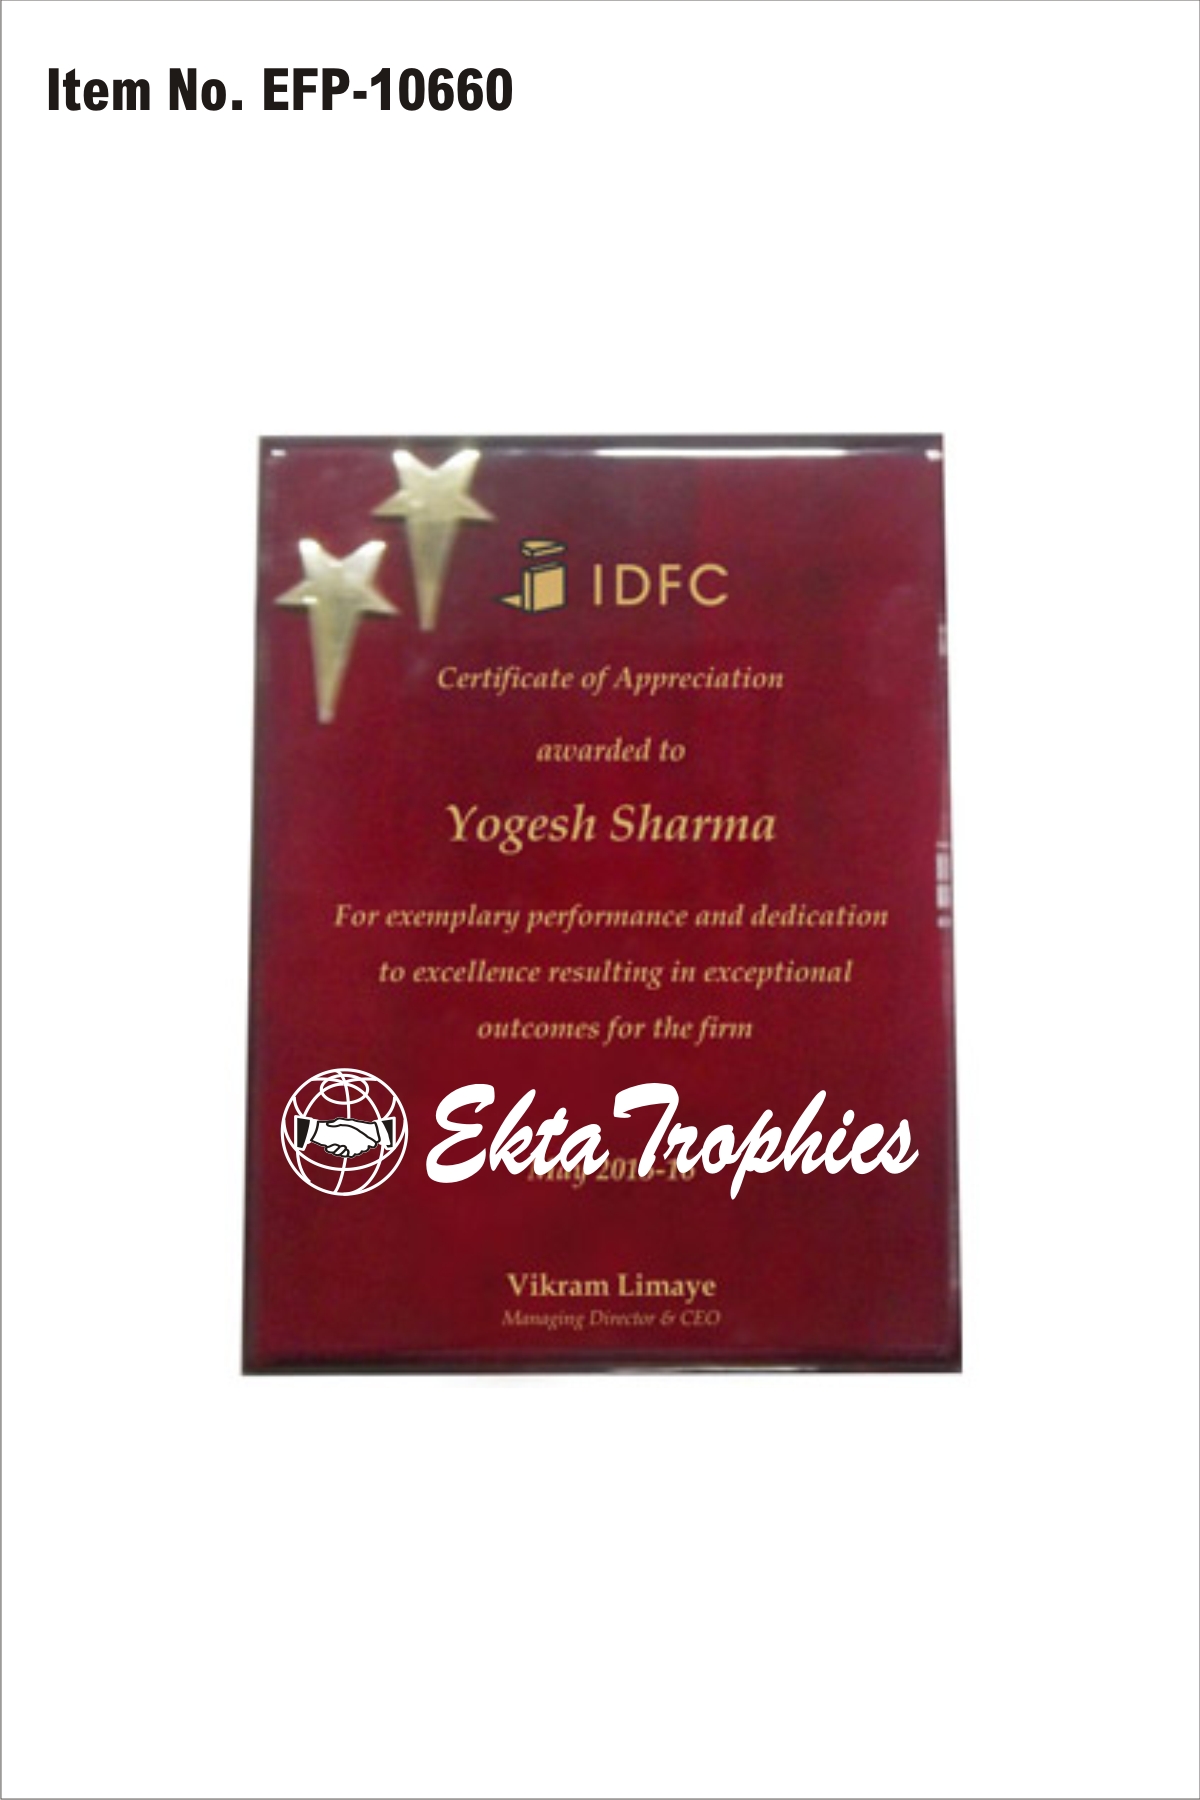 Item No. EFP-10660
IDFC
Certificate of Appreciation
awarded to
Yogesh Sharma
For exemplary performance and dedication
to excellence resulting in exceptional
outcomes for the firm
Ekta Trophies
May
Vikram Limaye
Managing Director & CEO